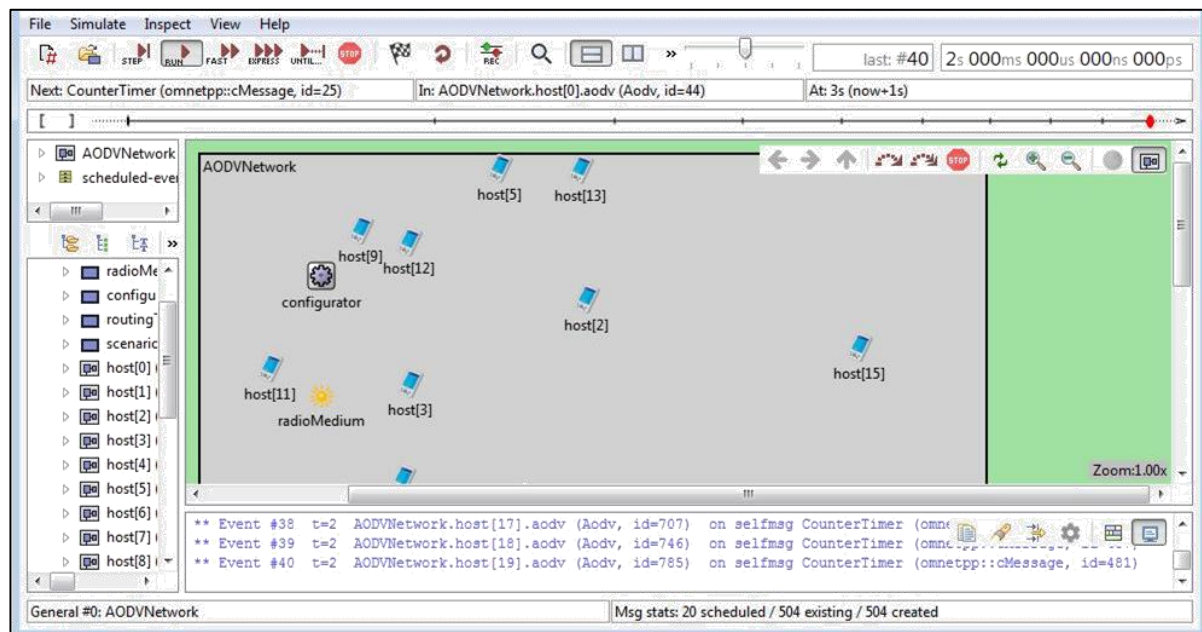 File Simulate Inspect View Help
STEP RUN FAST EXPRESS UNTIL... STOP REC » last: #40 2s 000ms 000us 000ns 000ps
Next: CounterTimer (omnetpp::cMessage, id=25) In: AODVNetwork.host[0].aodv (Aodv, id=44) At: 3s (now+1s)
AODVNetwork
scheduled-eve
»
radioMe
configu
routing
scenaric
host[0] (
host[1] (
host[2] (
host[3] (
host[4] (
host[5] (
host[6] (
host[7] (
host[8] (
AODVNetwork
STOP
host[5] host[13]
host[9] host[12]
configurator
host[2]
host[15]
host[11]
host[3]
radioMedium
Zoom:1.00x
** Event #38 t=2 AODVNetwork.host[17].aodv (Aodv, id=707) on selfmsg CounterTimer (omne
** Event #39 t=2 AODVNetwork.host[18].aodv (Aodv, id=746) on selfmsg CounterTimer
** Event #40 t=2 AODVNetwork.host[19].aodv (Aodv, id=785) on selfmsg CounterTimer (omnetpp::cMessage, id=481)
General #0: AODVNetwork Msg stats: 20 scheduled / 504 existing / 504 created